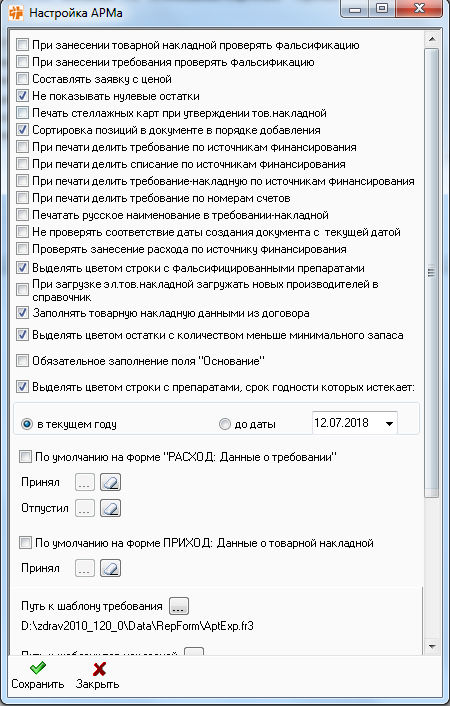 Настройка АРМа
При занесении товарной накладной проверять фальсификацию
При занесении требования проверять фальсификацию
Составлять заявку с ценой
Не показывать нулевые остатки
Печать стеллажных карт при утверждении тов.накладной
Сортировка позиций в документе в порядке добавления
При печати делить требование по источникам финансирования
При печати делить списание по источникам финансирования
При печати делить требование-накладную по источникам финансирования
При печати делить требование по номерам счетов
Печатать русское наименование в требовании-накладной
Не проверять соответствие даты создания документа с текущей датой
Проверять занесение расхода по источнику финансирования
Выделять цветом строки с фальсифицированными препаратами
При загрузке эл.тов.накладной загружать новых производителей в
справочник
Заполнять товарную накладную данными из договора
Выделять цветом остатки с количеством меньше минимального запаса
Обязательное заполнение поля "Основание"
Выделять цветом строки с препаратами, срок годности которых истекает:
в текущем году до даты 12.07.2018
По умолчанию на форме "РАСХОД: Данные о требовании"
Принял ...
Отпустил ...
По умолчанию на форме ПРИХОД: Данные о товарной накладной
Принял ...
Путь к шаблону требования ...
D:\zdrav2010_120_0\Data\RepForm\AptExp.fr3
Сохранить Закрыть